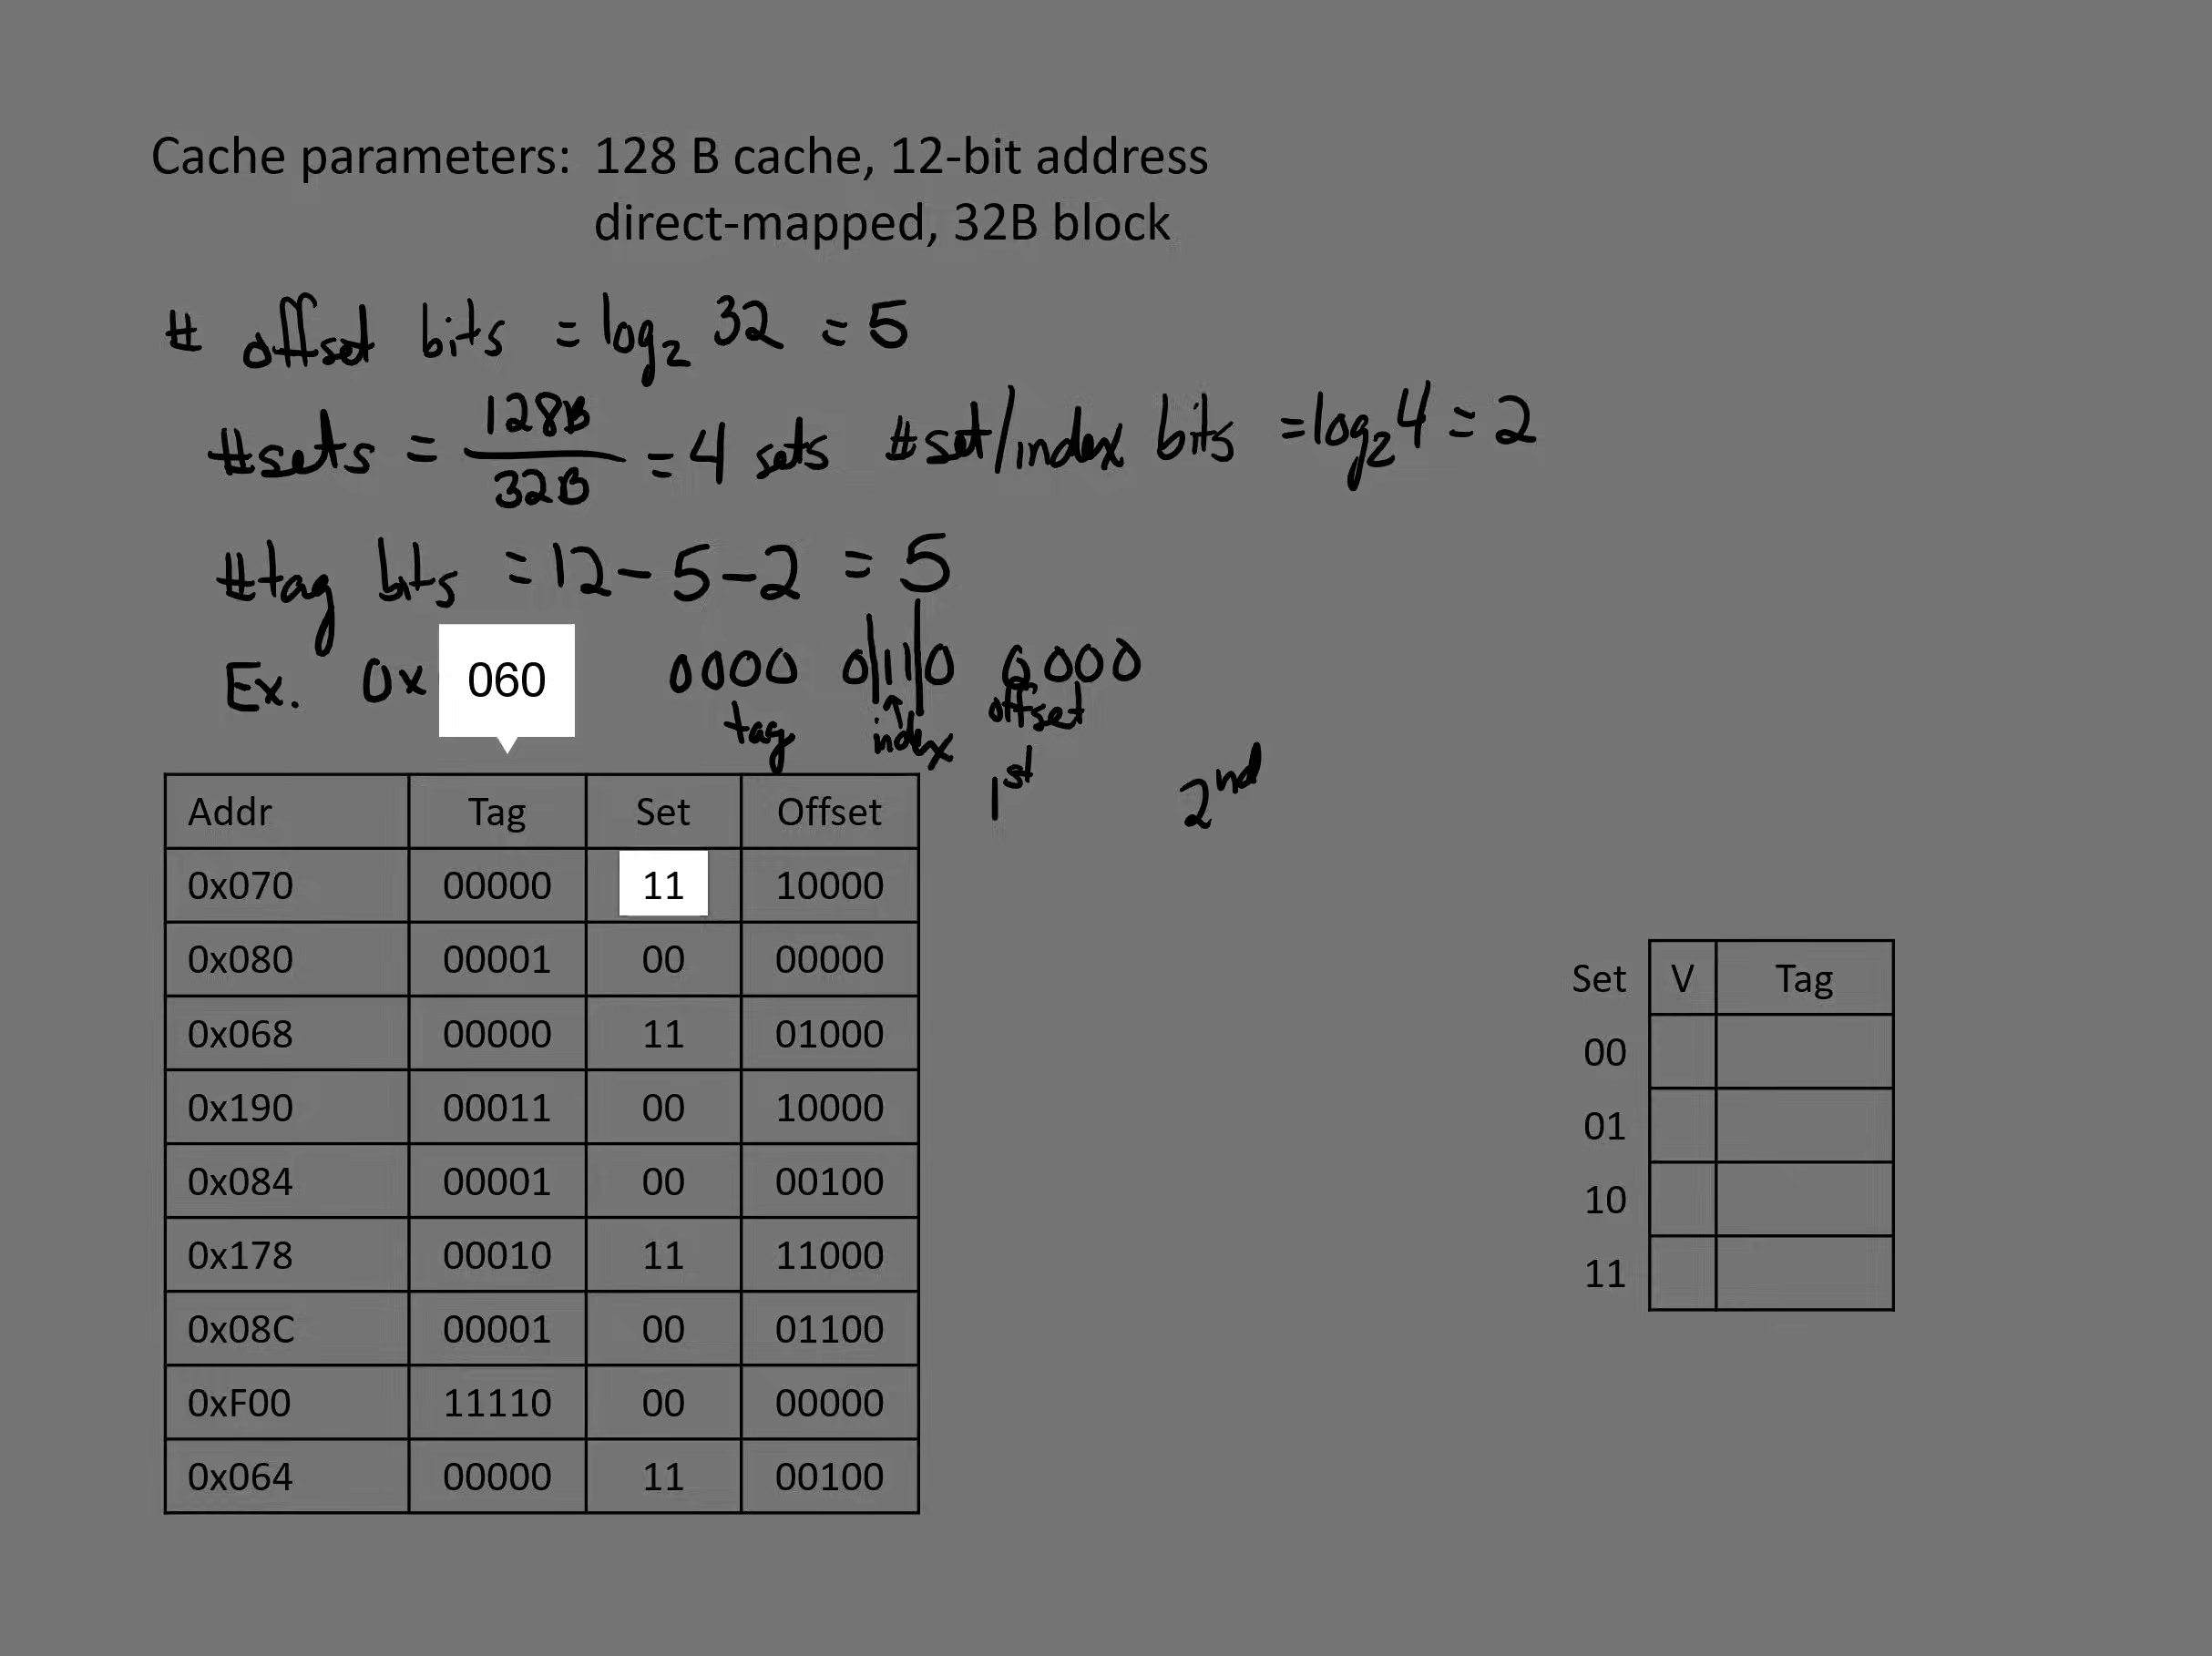 Cache parameters: 128 B cache, 12-bit address
direct-mapped, 32B block
# offset bits = log₂ 32 = 5
#sets = 128B / 32B = 4 sets #set/index bits = log₂4 = 2
#tag bits = 12 - 5 - 2 = 5
Ex. 0x 060 0000 0|11|0 0000
tag index offset
1st 2nd
Addr Tag Set Offset
0x070 00000 11 10000
0x080 00001 00 00000
0x068 00000 11 01000
0x190 00011 00 10000
0x084 00001 00 00100
0x178 00010 11 11000
0x08C 00001 00 01100
0xF00 11110 00 00000
0x064 00000 11 00100
Set V Tag
00
01
10
11